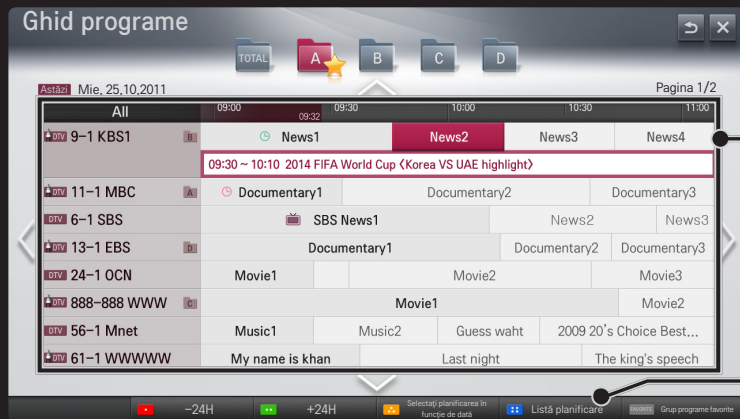 Ghid programe
TOTAL A B C D
Astăzi Mie, 25.10.2011 Pagina 1/2
All 09:00 09:32 09:30 10:00 10:30 11:00
DTV 9-1 KBS1 B News1 News2 News3 News4
09:30 ~ 10:10 2014 FIFA World Cup 〈Korea VS UAE highlight〉
DTV 11-1 MBC A Documentary1 Documentary2 Documentary3
DTV 6-1 SBS SBS News1 News2 News3
DTV 13-1 EBS D Documentary1 Documentary2 Documentary3
DTV 24-1 OCN Movie1 Movie2 Movie3
DTV 888-888 WWW C Movie1 Movie2
DTV 56-1 Mnet Music1 Music2 Guess waht 2009 20's Choice Best...
DTV 61-1 WWWWW My name is khan Last night The king's speech
-24H +24H Selectaţi planificarea în funcţie de dată Listă planificare FAVORITE Grup programe favorite